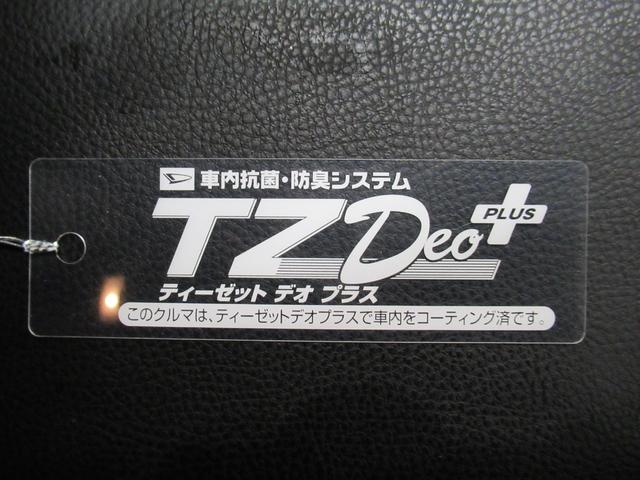 車内抗菌・防臭システム
TZ Deo PLUS
ティーゼット デオ プラス
このクルマは、ティーゼットデオプラスで車内をコーティング済です。